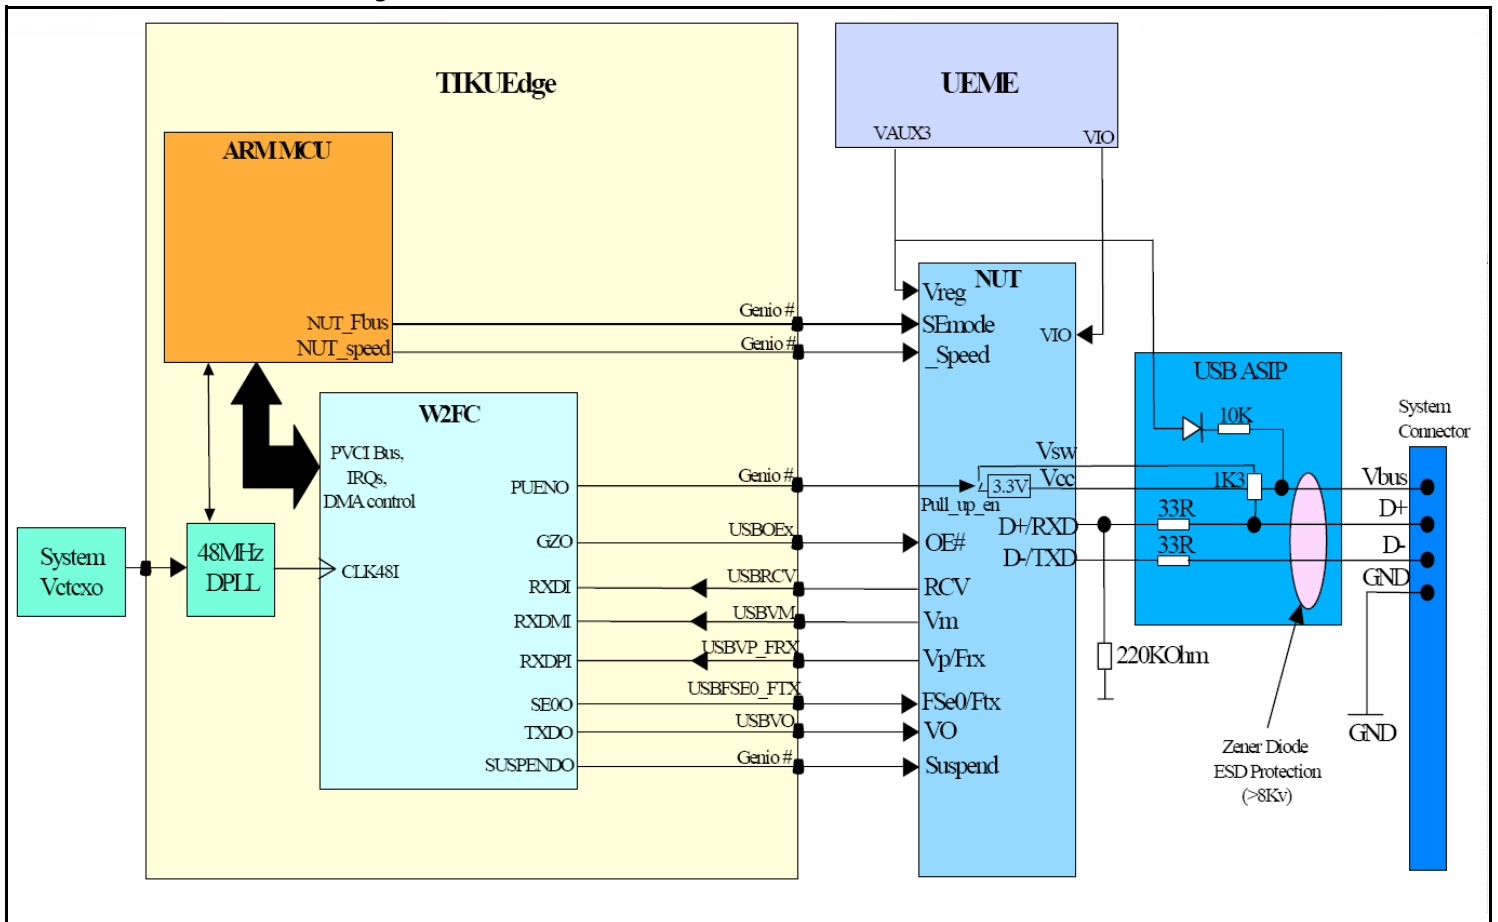 TIKUEdge
UEME
VAUX3
VIO
ARM MCU
NUT_Fbus
NUT_speed
Genio #
Genio #
NUT
Vreg
SEmode
_Speed
VIO
W2FC
PVCI Bus,
IRQs,
DMA control
PUENO
GZO
RXDI
RXDMI
RXDPI
SE0O
TXDO
SUSPENDO
CLK48I
System
Vctcxo
48MHz
DPLL
Genio #
USBOEx
USBRCV
USBVM
USBVP_FRX
USBFSE0_FTX
USBVO
Genio #
Vsw
Vcc
3.3V
Pull_up_en
D+/RXD
D-/TXD
OE#
RCV
Vm
Vp/Frx
FSe0/Ftx
VO
Suspend
220KOhm
USB ASIP
10K
1K3
33R
33R
System
Connector
Vbus
D+
D-
GND
GND
Zener Diode
ESD Protection
(>8Kv)